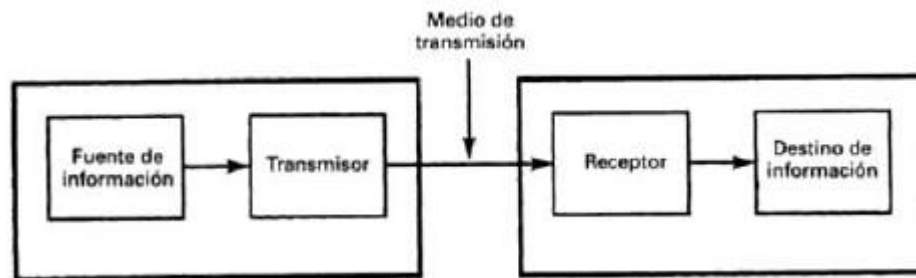 Medio de
transmisión
Fuente de
información
Transmisor
Receptor
Destino de
información